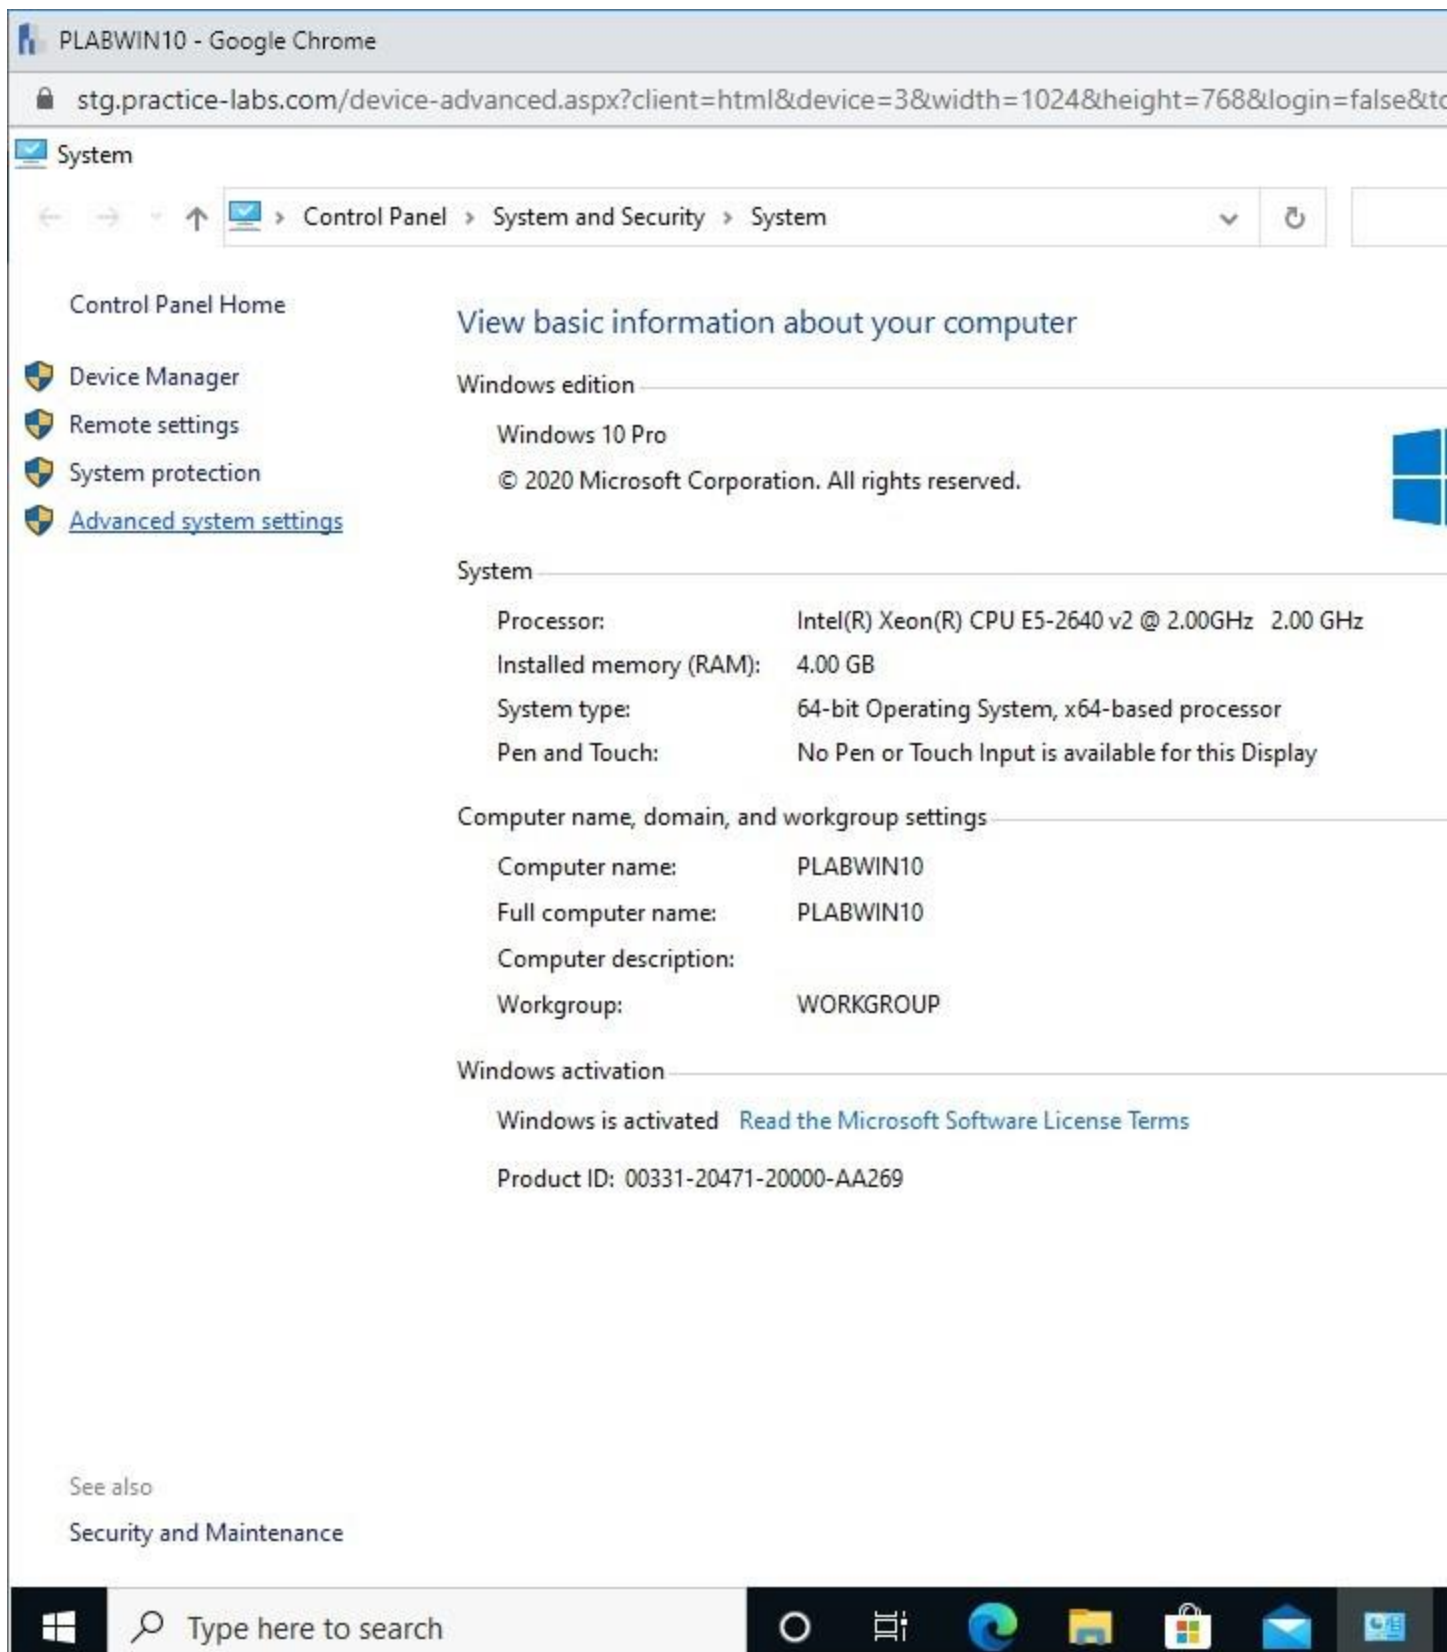 PLABWIN10 - Google Chrome
stg.practice-labs.com/device-advanced.aspx?client=html&device=3&width=1024&height=768&login=false&tc
System
Control Panel > System and Security > System
Control Panel Home
Device Manager
Remote settings
System protection
Advanced system settings
View basic information about your computer
Windows edition
Windows 10 Pro
© 2020 Microsoft Corporation. All rights reserved.
System
Processor: Intel(R) Xeon(R) CPU E5-2640 v2 @ 2.00GHz 2.00 GHz
Installed memory (RAM): 4.00 GB
System type: 64-bit Operating System, x64-based processor
Pen and Touch: No Pen or Touch Input is available for this Display
Computer name, domain, and workgroup settings
Computer name: PLABWIN10
Full computer name: PLABWIN10
Computer description:
Workgroup: WORKGROUP
Windows activation
Windows is activated Read the Microsoft Software License Terms
Product ID: 00331-20471-20000-AA269
See also
Security and Maintenance
Type here to search